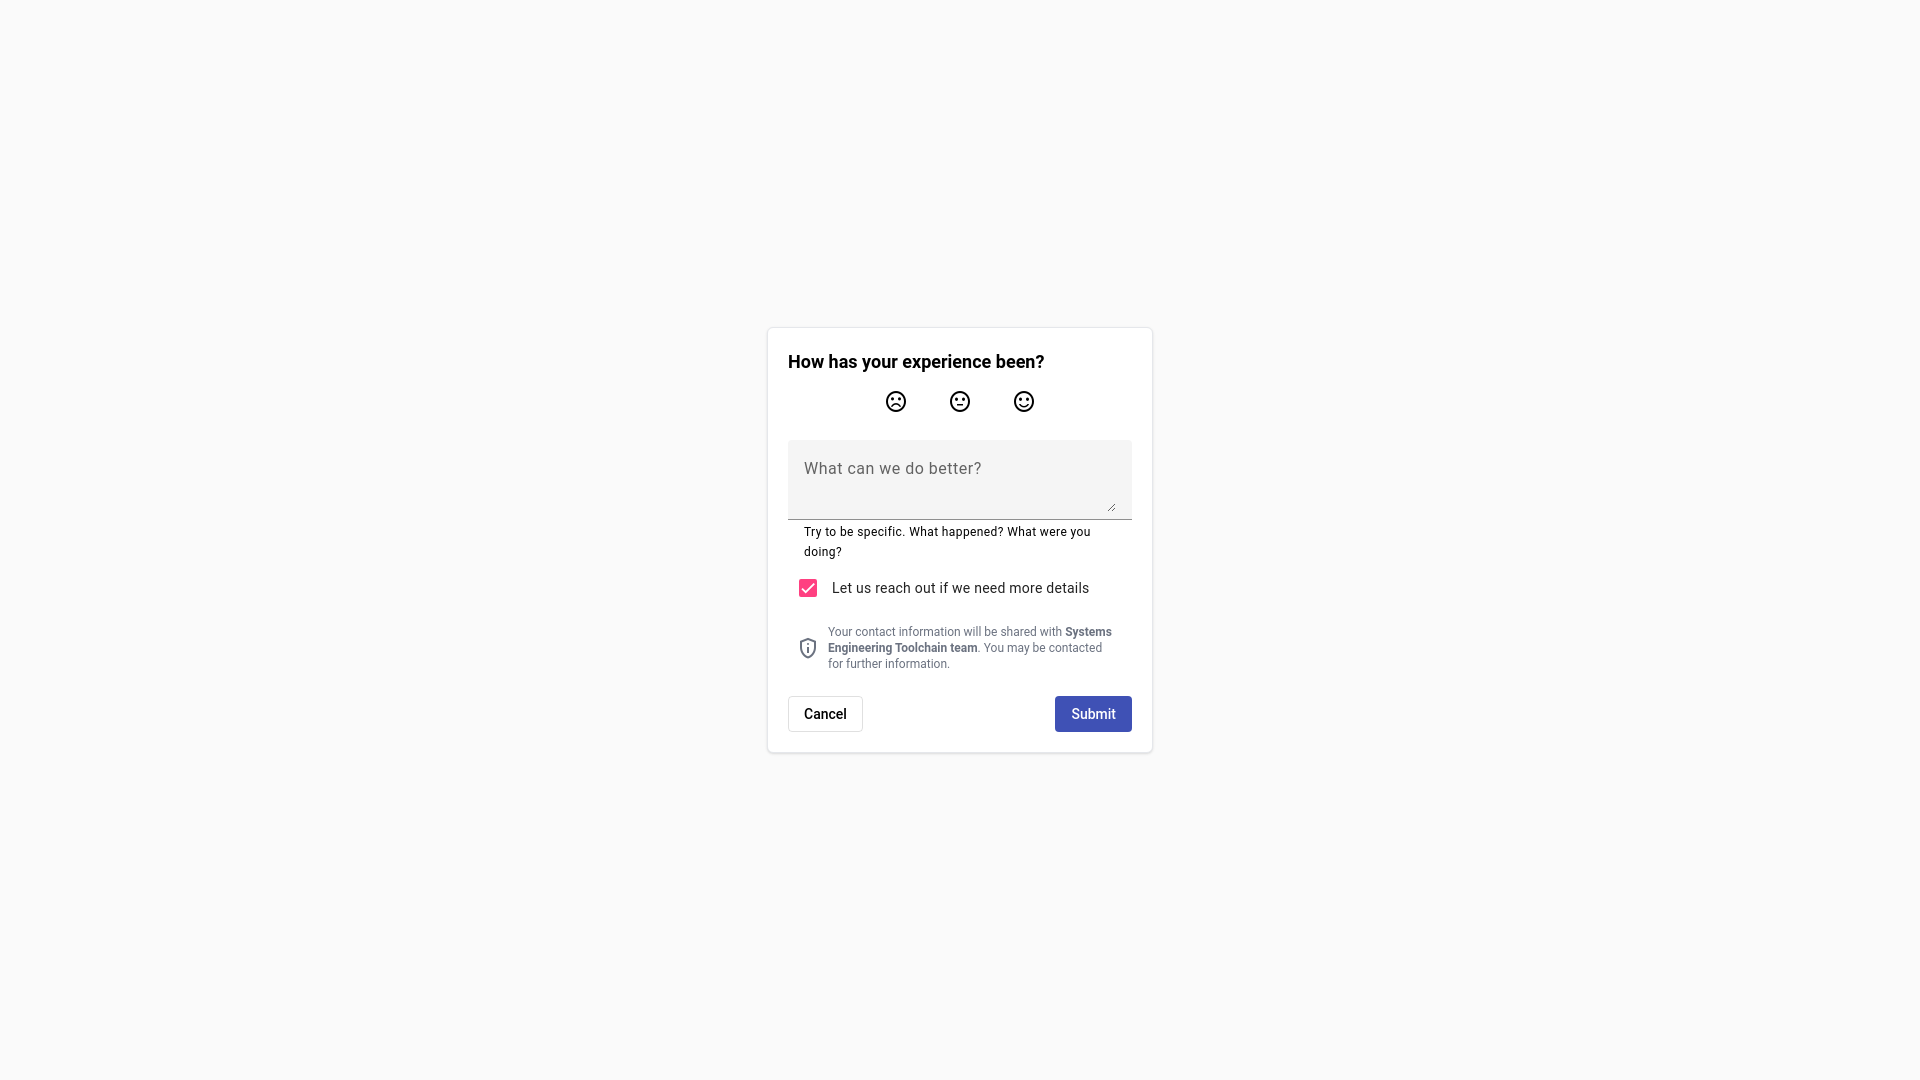 How has your experience been?
What can we do better?
Try to be specific. What happened? What were you
doing?
Let us reach out if we need more details
Your contact information will be shared with Systems
Engineering Toolchain team. You may be contacted
for further information.
Cancel
Submit